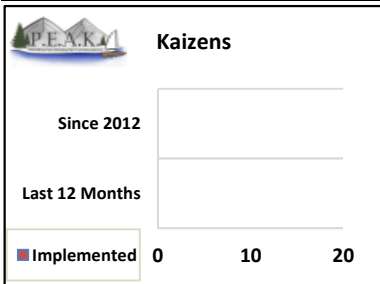 P.E.A.K.
Kaizens
Since 2012
Last 12 Months
Implemented 0 10 20